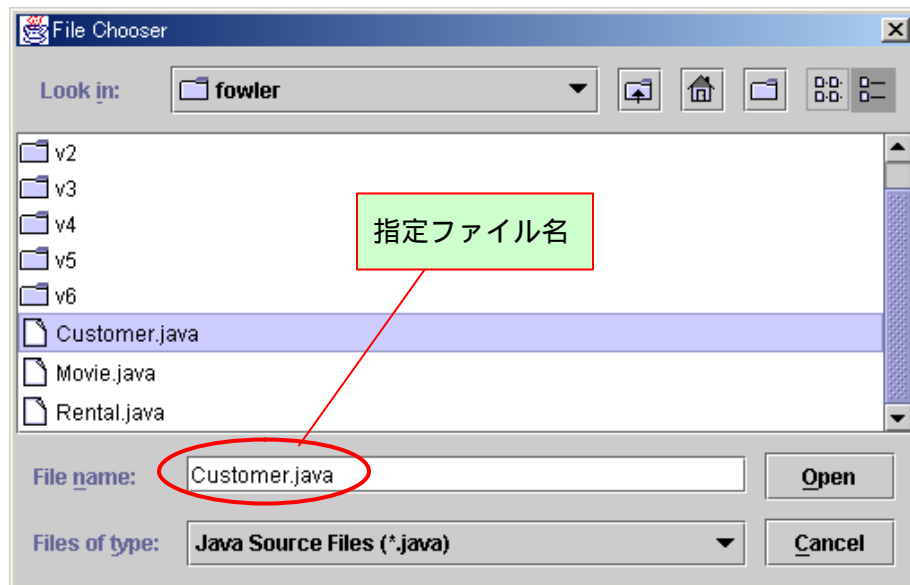 File Chooser
Look in:
fowler
v2
v3
v4
v5
v6
Customer.java
Movie.java
Rental.java
指定ファイル名
File name:
Customer.java
Open
Files of type:
Java Source Files (*.java)
Cancel